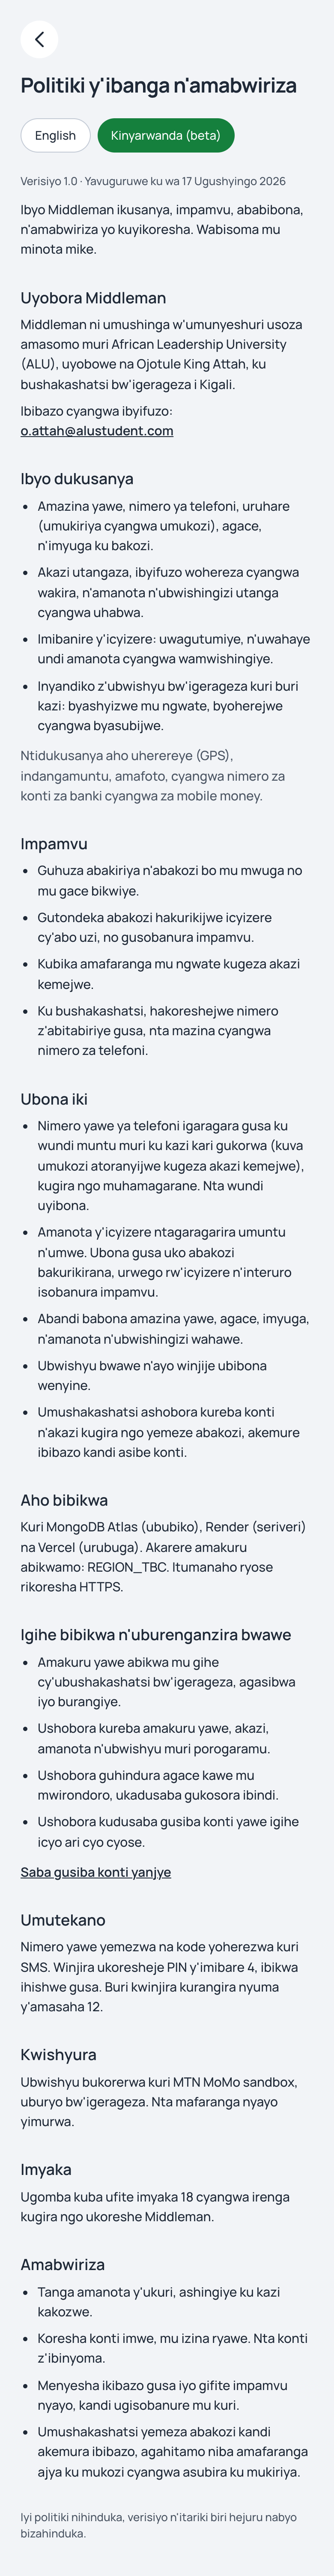 Politiki y'ibanga n'amabwiriza
English
Kinyarwanda (beta)
Verisiyo 1.0 · Yavuguruwe ku wa 17 Ugushyingo 2026
Ibyo Middleman ikusanya, impamvu, ababibona,
n'amabwiriza yo kuyikoresha. Wabisoma mu
minota mike.
Uyobora Middleman
Middleman ni umushinga w'umunyeshuri usoza
amasomo muri African Leadership University
(ALU), uyobowe na Ojotule King Attah, ku
bushakashatsi bw'igerageza i Kigali.
Ibibazo cyangwa ibyifuzo:
o.attah@alustudent.com
Ibyo dukusanya
• Amazina yawe, nimero ya telefoni, uruhare
(umukiriya cyangwa umukozi), agace,
n'imyuga ku bakozi.
• Akazi utangaza, ibyifuzo wohereza cyangwa
wakira, n'amanota n'ubwishingizi utanga
cyangwa uhabwa.
• Imibanire y'icyizere: uwagutumiye, n'uwahaye
undi amanota cyangwa wamwishingiye.
• Inyandiko z'ubwishyu bw'igerageza kuri buri
kazi: byashyizwe mu ngwate, byoherejwe
cyangwa byasubijwe.
Ntidukusanya aho uherereye (GPS),
indangamuntu, amafoto, cyangwa nimero za
konti za banki cyangwa za mobile money.
Impamvu
• Guhuza abakiriya n'abakozi bo mu mwuga no
mu gace bikwiye.
• Gutondeka abakozi hakurikijwe icyizere
cy'abo uzi, no gusobanura impamvu.
• Kubika amafaranga mu ngwate kugeza akazi
kemejwe.
• Ku bushakashatsi, hakoreshejwe nimero
z'abitabiriye gusa, nta mazina cyangwa
nimero za telefoni.
Ubona iki
• Nimero yawe ya telefoni igaragara gusa ku
wundi muntu muri ku kazi kari gukorwa (kuva
umukozi atoranyijwe kugeza akazi kemejwe),
kugira ngo muhamagarane. Nta wundi
uyibona.
• Amanota y'icyizere ntagaragarira umuntu
n'umwe. Ubona gusa uko abakozi
bakurikirana, urwego rw'icyizere n'interuro
isobanura impamvu.
• Abandi babona amazina yawe, agace, imyuga,
n'amanota n'ubwishingizi wahawe.
• Ubwishyu bwawe n'ayo winjije ubibona
wenyine.
• Umushakashatsi ashobora kureba konti
n'akazi kugira ngo yemeze abakozi, akemure
ibibazo kandi asibe konti.
Aho bibikwa
Kuri MongoDB Atlas (ububiko), Render (seriveri)
na Vercel (urubuga). Akarere amakuru
abikwamo: REGION_TBC. Itumanaho ryose
rikoresha HTTPS.
Igihe bibikwa n'uburenganzira bwawe
• Amakuru yawe abikwa mu gihe
cy'ubushakashatsi bw'igerageza, agasibwa
iyo burangiye.
• Ushobora kureba amakuru yawe, akazi,
amanota n'ubwishyu muri porogaramu.
• Ushobora guhindura agace kawe mu
mwirondoro, ukadusaba gukosora ibindi.
• Ushobora kudusaba gusiba konti yawe igihe
icyo ari cyo cyose.
Saba gusiba konti yanjye
Umutekano
Nimero yawe yemezwa na kode yoherezwa kuri
SMS. Winjira ukoresheje PIN y'imibare 4, ibikwa
ihishwe gusa. Buri kwinjira kurangira nyuma
y'amasaha 12.
Kwishyura
Ubwishyu bukorerwa kuri MTN MoMo sandbox,
uburyo bw'igerageza. Nta mafaranga nyayo
yimurwa.
Imyaka
Ugomba kuba ufite imyaka 18 cyangwa irenga
kugira ngo ukoreshe Middleman.
Amabwiriza
• Tanga amanota y'ukuri, ashingiye ku kazi
kakozwe.
• Koresha konti imwe, mu izina ryawe. Nta konti
z'ibinyoma.
• Menyesha ikibazo gusa iyo gifite impamvu
nyayo, kandi ugisobanure mu kuri.
• Umushakashatsi yemeza abakozi kandi
akemura ibibazo, agahitamo niba amafaranga
ajya ku mukozi cyangwa asubira ku mukiriya.
Iyi politiki nihinduka, verisiyo n'itariki biri hejuru nabyo
bizahinduka.